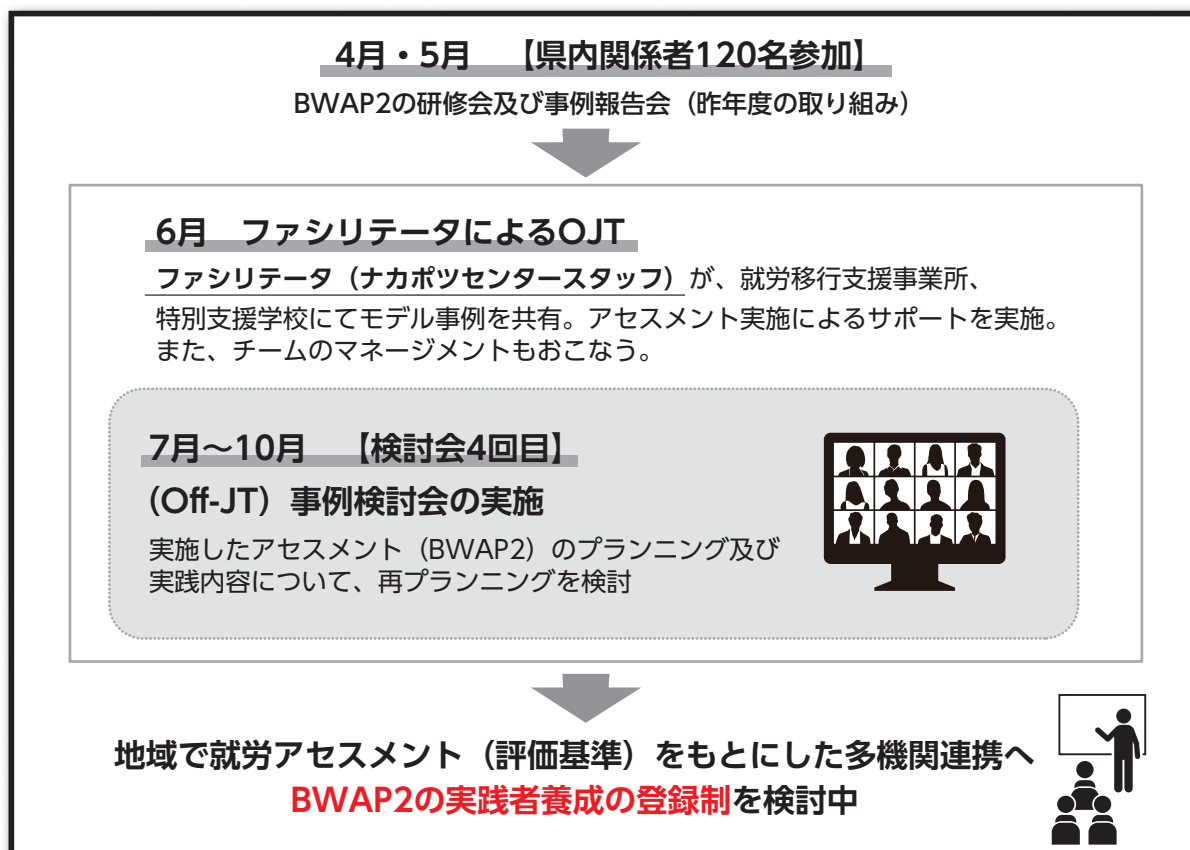 4月・5月　【県内関係者120名参加】
BWAP2の研修会及び事例報告会（昨年度の取り組み）
6月　ファシリテータによるOJT
ファシリテータ（ナカポツセンタースタッフ）が、就労移行支援事業所、
特別支援学校にてモデル事例を共有。アセスメント実施によるサポートを実施。
また、チームのマネージメントもおこなう。
7月～10月　【検討会4回目】
（Off-JT）事例検討会の実施
実施したアセスメント（BWAP2）のプランニング及び
実践内容について、再プランニングを検討
地域で就労アセスメント（評価基準）をもとにした多機関連携へ
BWAP2の実践者養成の登録制を検討中